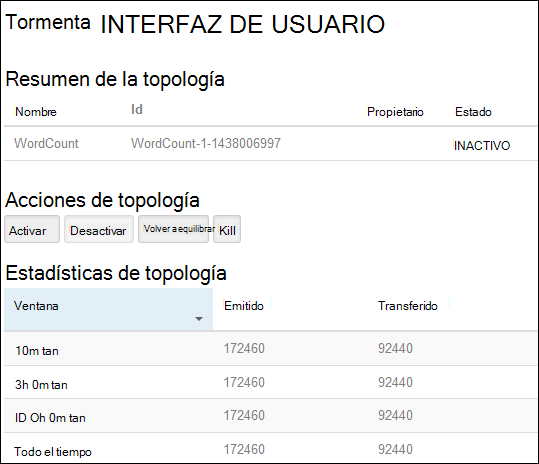 Tormenta INTERFAZ DE USUARIO
Resumen de la topología
Nombre Id Propietario Estado
WordCount WordCount-1-1438006997 INACTIVO
Acciones de topología
Activar Desactivar Volver a equilibrar Kill
Estadísticas de topología
Ventana Emitido Transferido
10m tan 172460 92440
3h 0m tan 172460 92440
ID Oh 0m tan 172460 92440
Todo el tiempo 172460 92440